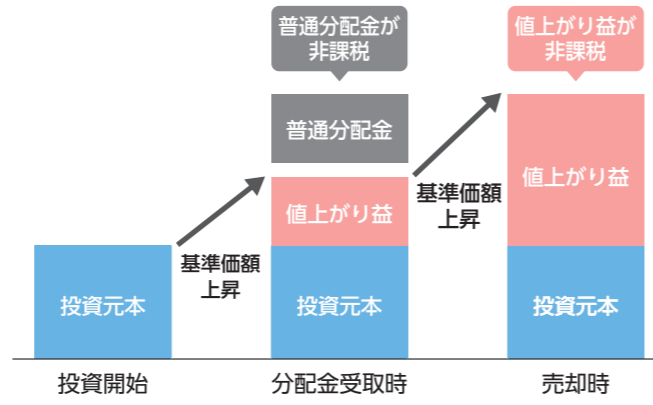 普通分配金が
非課税
値上がり益が
非課税
普通分配金
値上がり益
値上がり益
基準価額
上昇
基準価額
上昇
投資元本
投資元本
投資元本
投資開始
分配金受取時
売却時